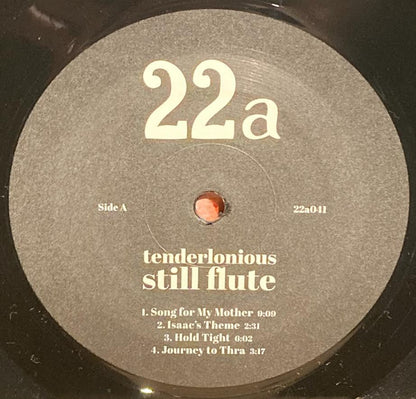 22a
Side A 22a041
tenderlonious
still flute
1. Song for My Mother 9:09
2. Isaac's Theme 2:31
3. Hold Tight 6:02
4. Journey to Thra 3:17